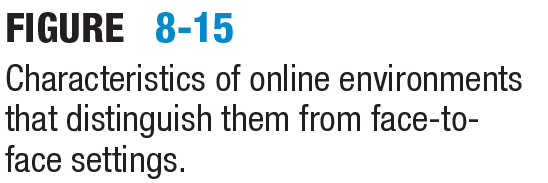 FIGURE 8-15
Characteristics of online environments
that distinguish them from face-to-
face settings.